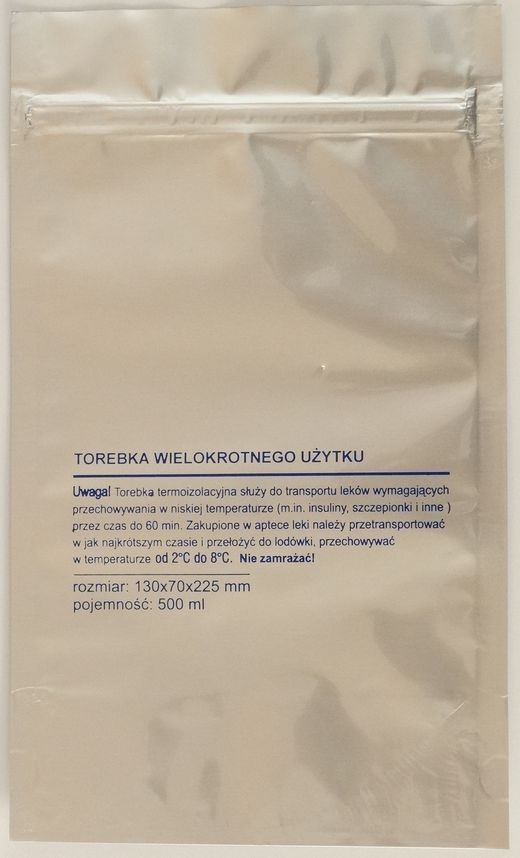 TOREBKA WIELOKROTNEGO UŻYTKU
Uwaga! Torebka termoizolacyjna służy do transportu leków wymagających
przechowywania w niskiej temperaturze (m.in. insuliny, szczepionki i inne )
przez czas do 60 min. Zakupione w aptece leki należy przetransportować
w jak najkrótszym czasie i przełożyć do lodówki, przechowywać
w temperaturze od 2°C do 8°C. Nie zamrażać!
rozmiar: 130x70x225 mm
pojemność: 500 ml